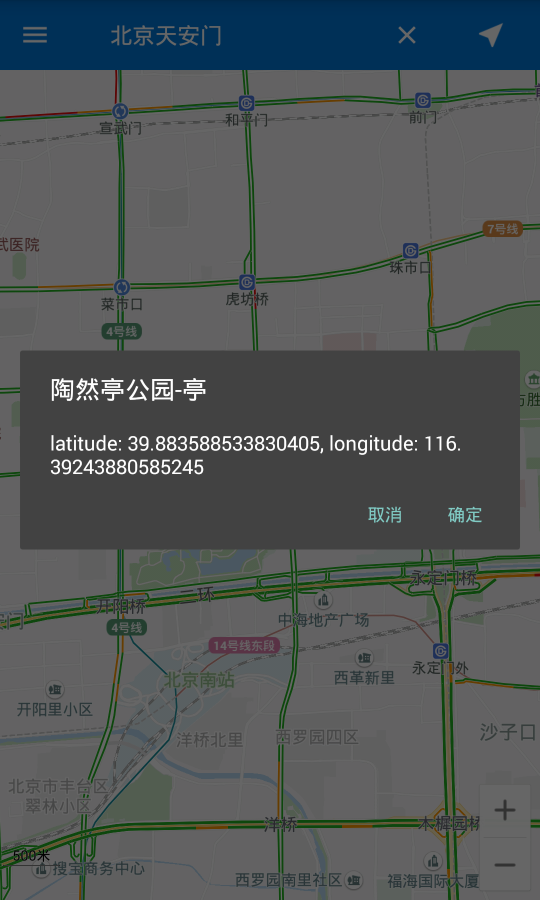 北京天安门
宣武门
和平门
前门
7号线
武医院
珠市口
菜市口
虎坊桥
4号线
陶然亭公园-亭
latitude: 39.883588533830405, longitude: 116.
39243880585245
取消
确定
永定门桥
二环
开阳桥
4号线
中海地产广场
14号线东段
永定门外
北京南站
西革新里
开阳里小区
沙子口
洋桥北里
西罗园四区
北京市丰台区
翠林小区
洋桥
木樨园桥
500米
搜宝商务中心
西罗园南里社区
福海国际大厦